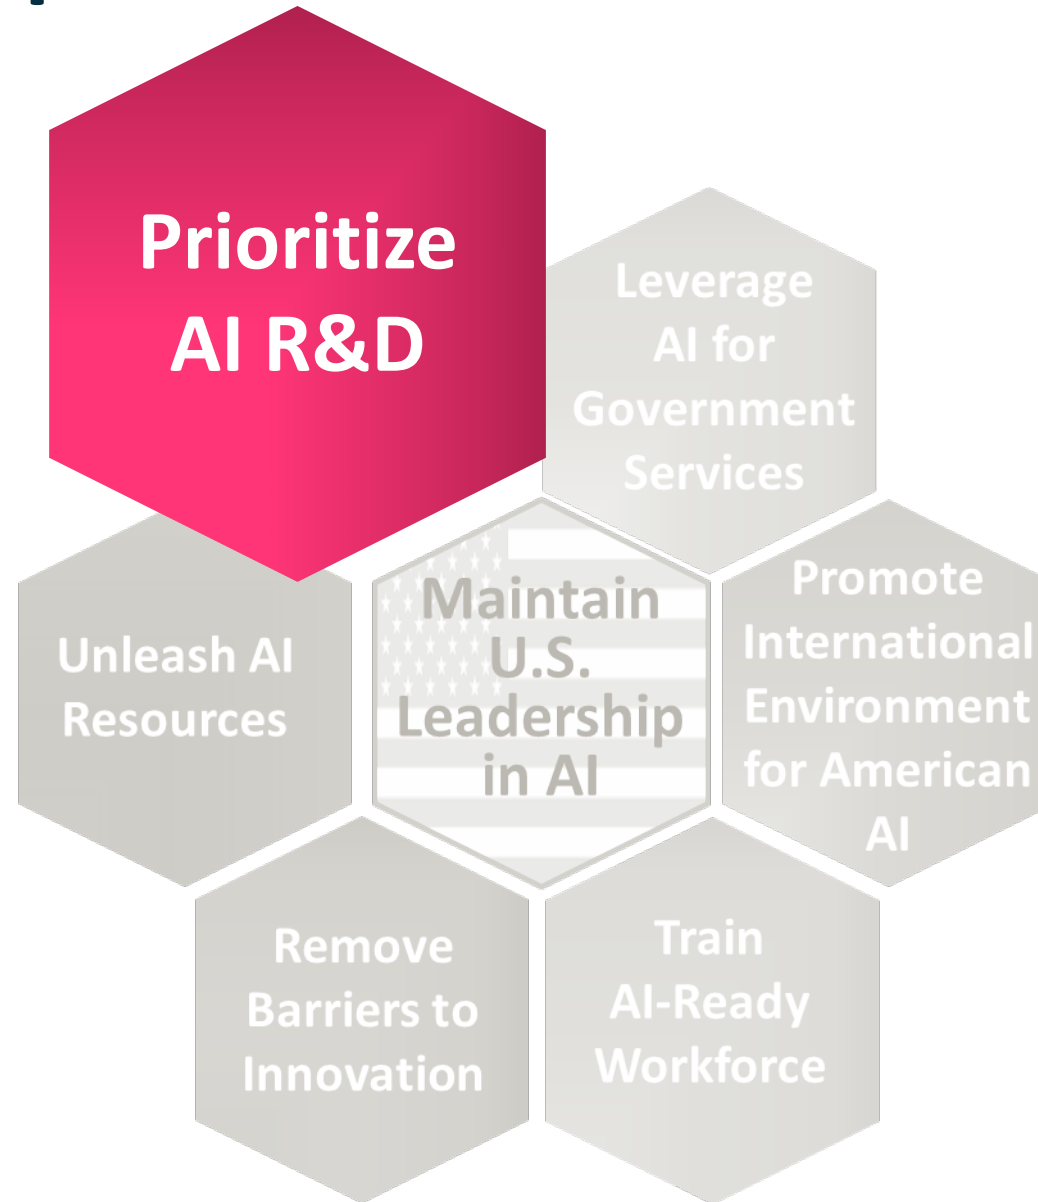 Prioritize
AI R&D
Leverage
AI for
Government
Services
Unleash AI
Resources
Maintain
U.S.
Leadership
in AI
Promote
International
Environment
for American
AI
Remove
Barriers to
Innovation
Train
AI-Ready
Workforce